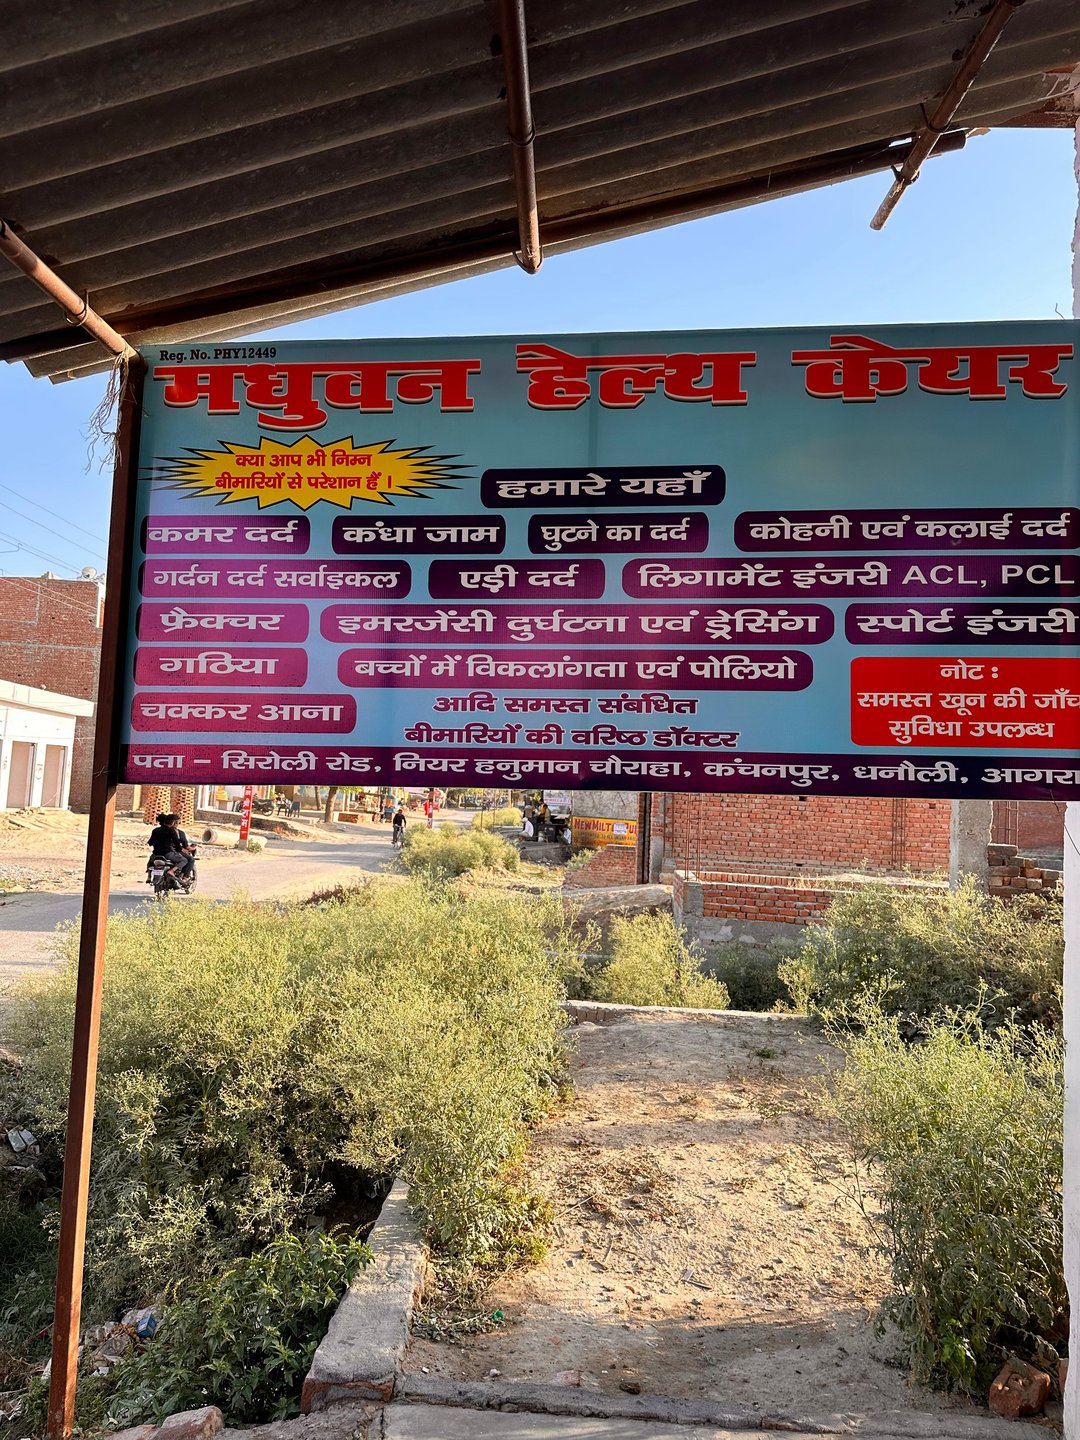 Reg. No. PHY12449
मधुवन हेल्थ केयर
क्या आप भी निम्न
बीमारियों से परेशान हैं ।
हमारे यहाँ
कमर दर्द कंधा जाम घुटने का दर्द कोहनी एवं कलाई दर्द
गर्दन दर्द सर्वाइकल एड़ी दर्द लिगामेंट इंजरी ACL, PCL
फ्रैक्चर इमरजेंसी दुर्घटना एवं ड्रेसिंग स्पोर्ट इंजरी
गठिया बच्चों में विकलांगता एवं पोलियो
चक्कर आना
आदि समस्त संबंधित
बीमारियों की वरिष्ठ डॉक्टर
नोट :
समस्त खून की जाँच
सुविधा उपलब्ध
पता – सिरोली रोड, नियर हनुमान चौराहा, कंचनपुर, धनौली, आगरा